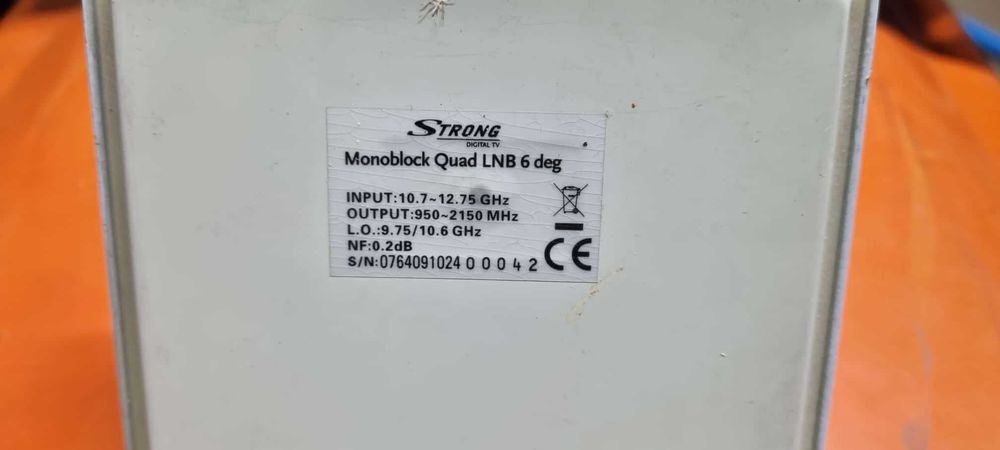 STRONG
DIGITAL TV
Monoblock Quad LNB 6 deg
INPUT:10.7~12.75 GHz
OUTPUT:950~2150 MHz
L.O.:9.75/10.6 GHz
NF:0.2dB
S/N:0764091024 0 0 0 4 2
CE